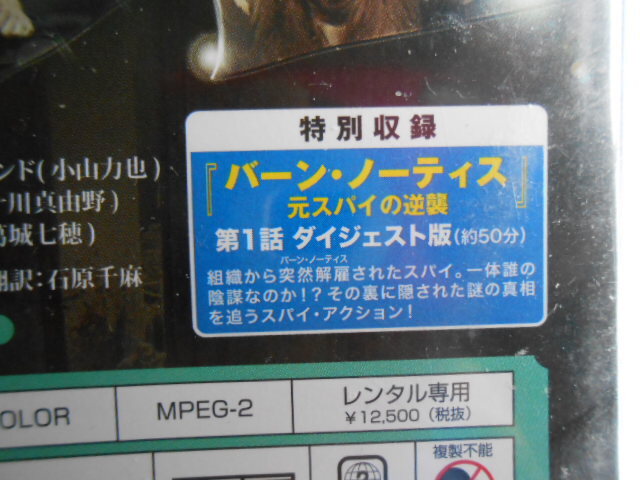 特別収録
『バーン・ノーティス』
元スパイの逆襲
第1話 ダイジェスト版(約50分)
バーン・ノーティス
組織から突然解雇されたスパイ。一体誰の
陰謀なのか!?その裏に隠された謎の真相
を追うスパイ・アクション!
ンド(小山力也)
川真由野)
葛城七穂)
翻訳:石原千麻
COLOR
MPEG-2
レンタル専用
¥12,500(税抜)
複製不能
2